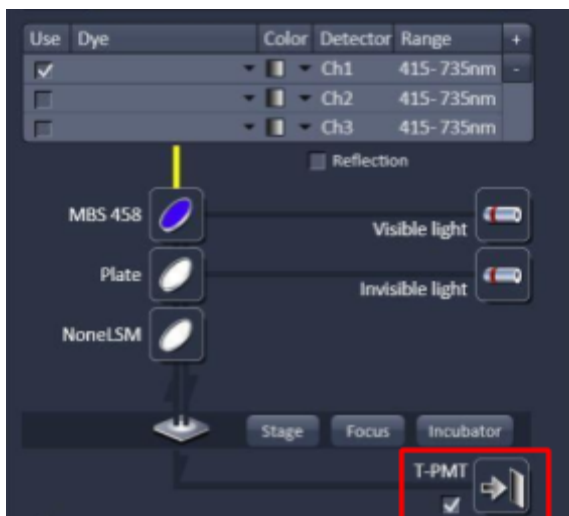 Use Dye Color Detector Range +
Ch1 415-735nm -
Ch2 415-735nm
Ch3 415-735nm
Reflection
MBS 458
Visible light
Plate
Invisible light
NoneLSM
Stage Focus Incubator
T-PMT